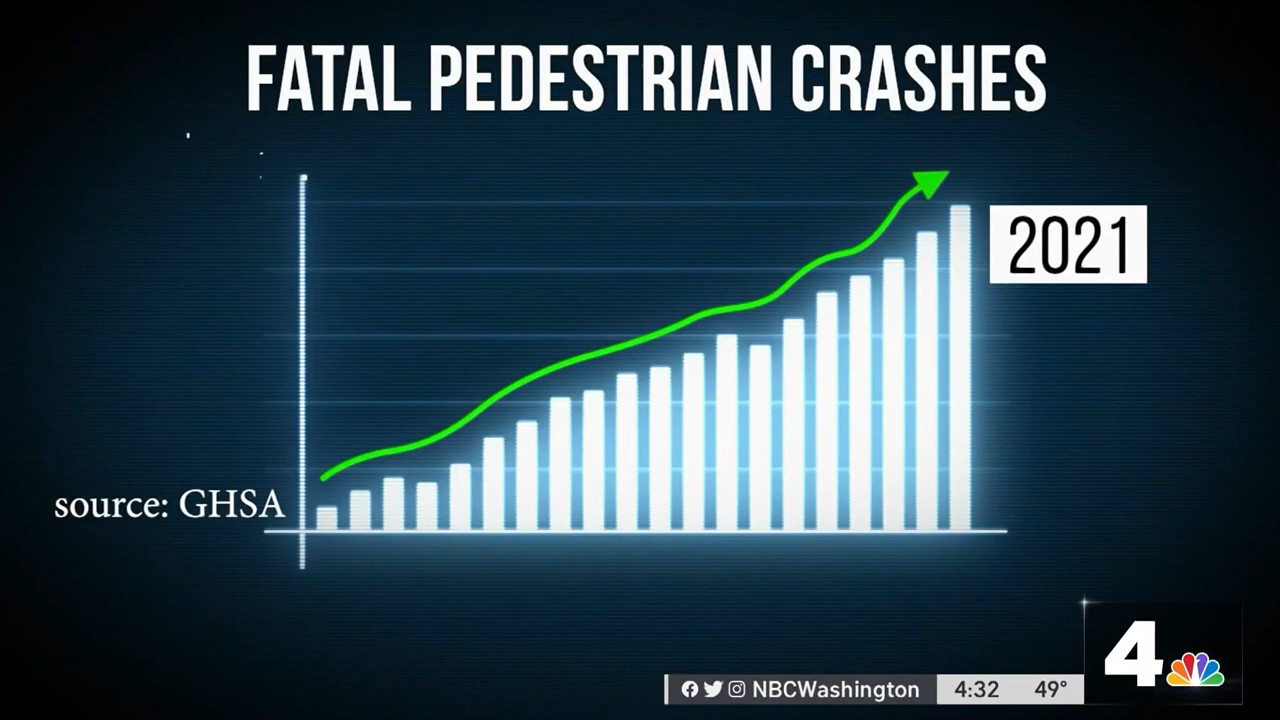 FATAL PEDESTRIAN CRASHES
2021
source: GHSA
4
NBCWashington 4:32 49°